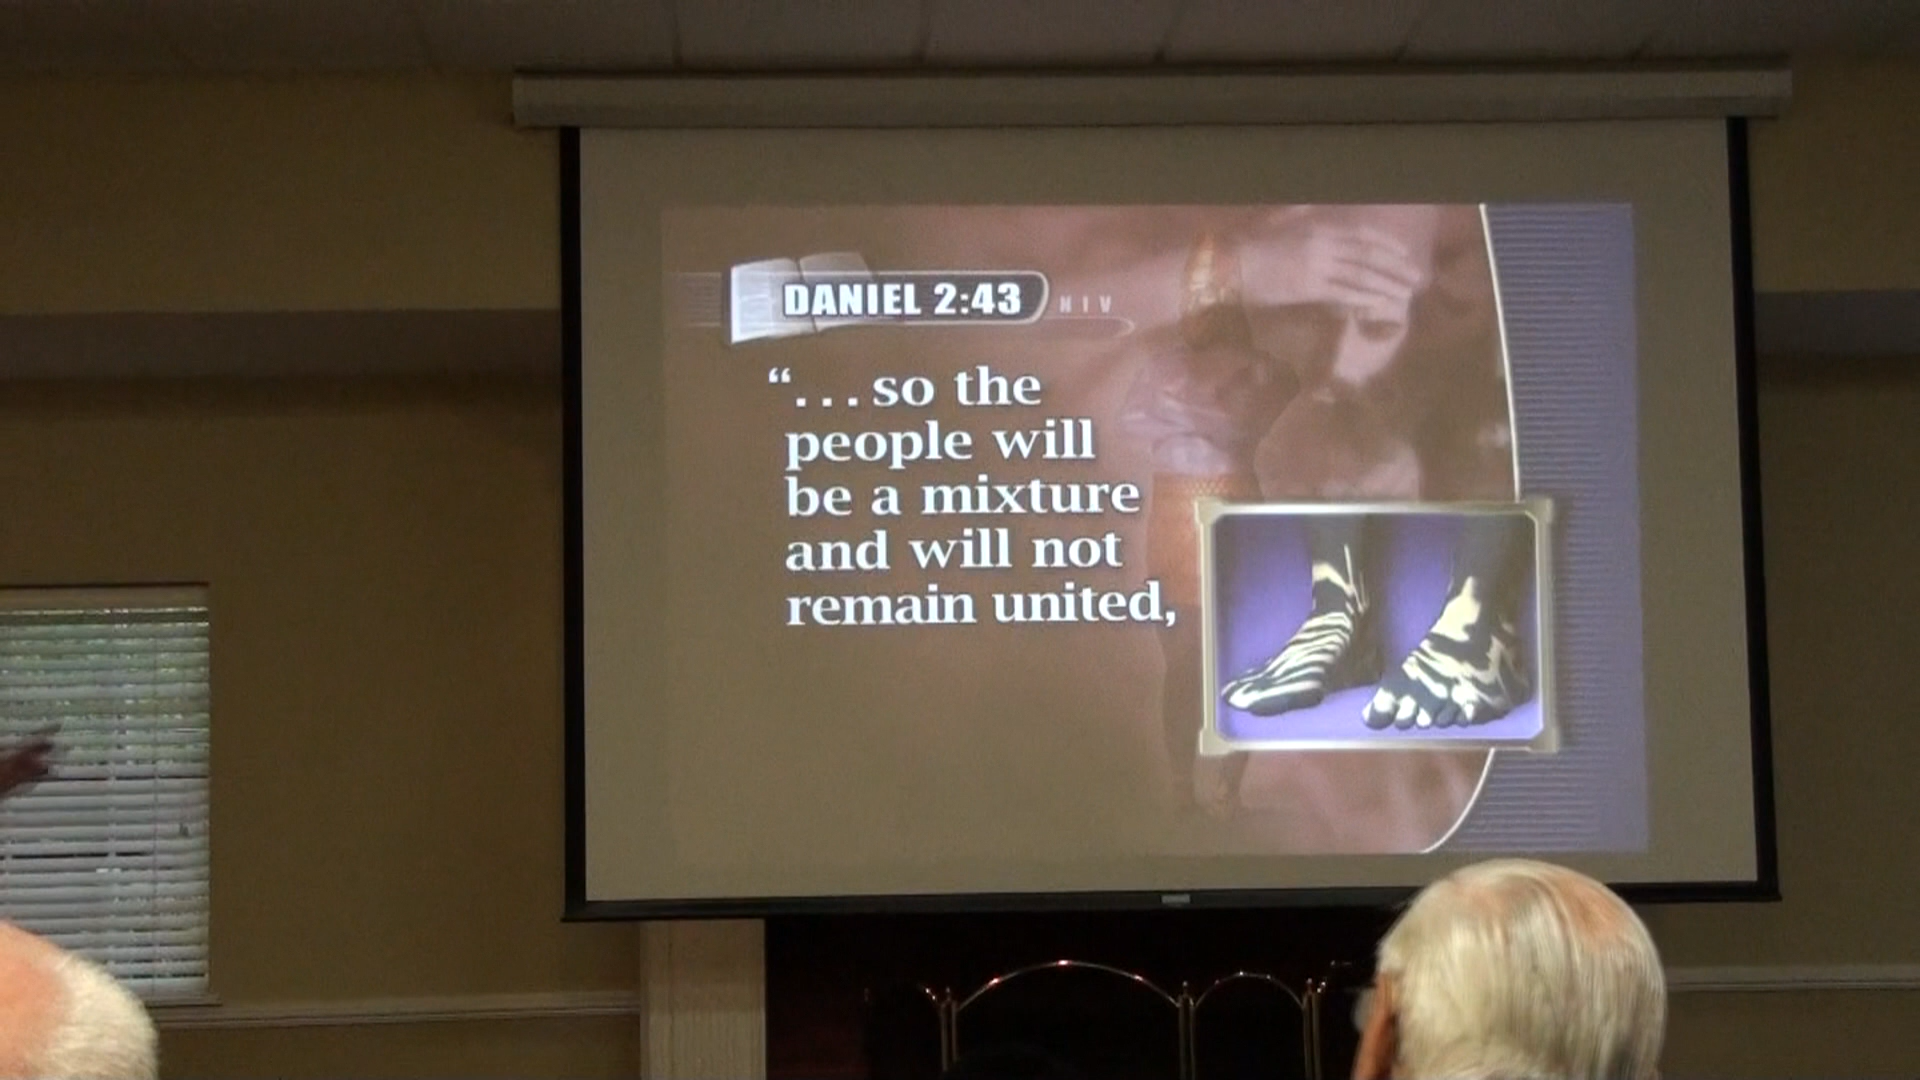 DANIEL 2:43 NIV
“...so the
people will
be a mixture
and will not
remain united,